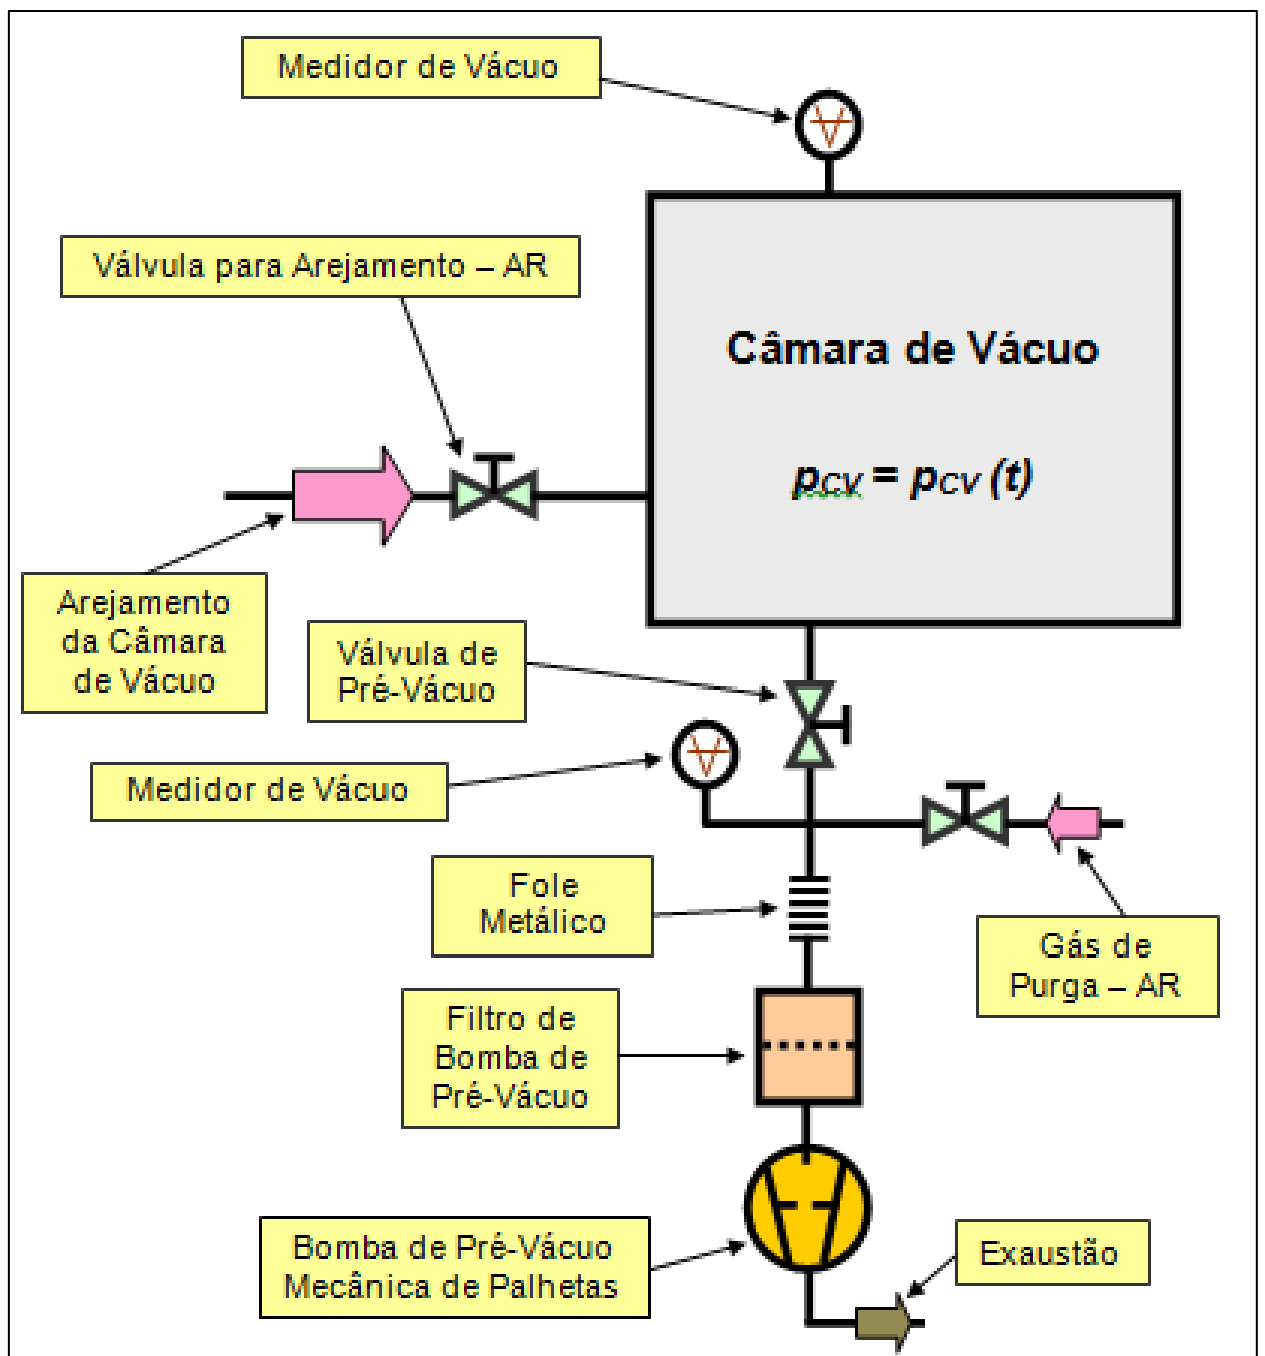 Medidor de Vácuo
Válvula para Arejamento – AR
Câmara de Vácuo
pCV = pCV (t)
Arejamento
da Câmara
de Vácuo
Válvula de
Pré-Vácuo
Medidor de Vácuo
Fole
Metálico
Gás de
Purga – AR
Filtro de
Bomba de
Pré-Vácuo
Bomba de Pré-Vácuo
Mecânica de Palhetas
Exaustão